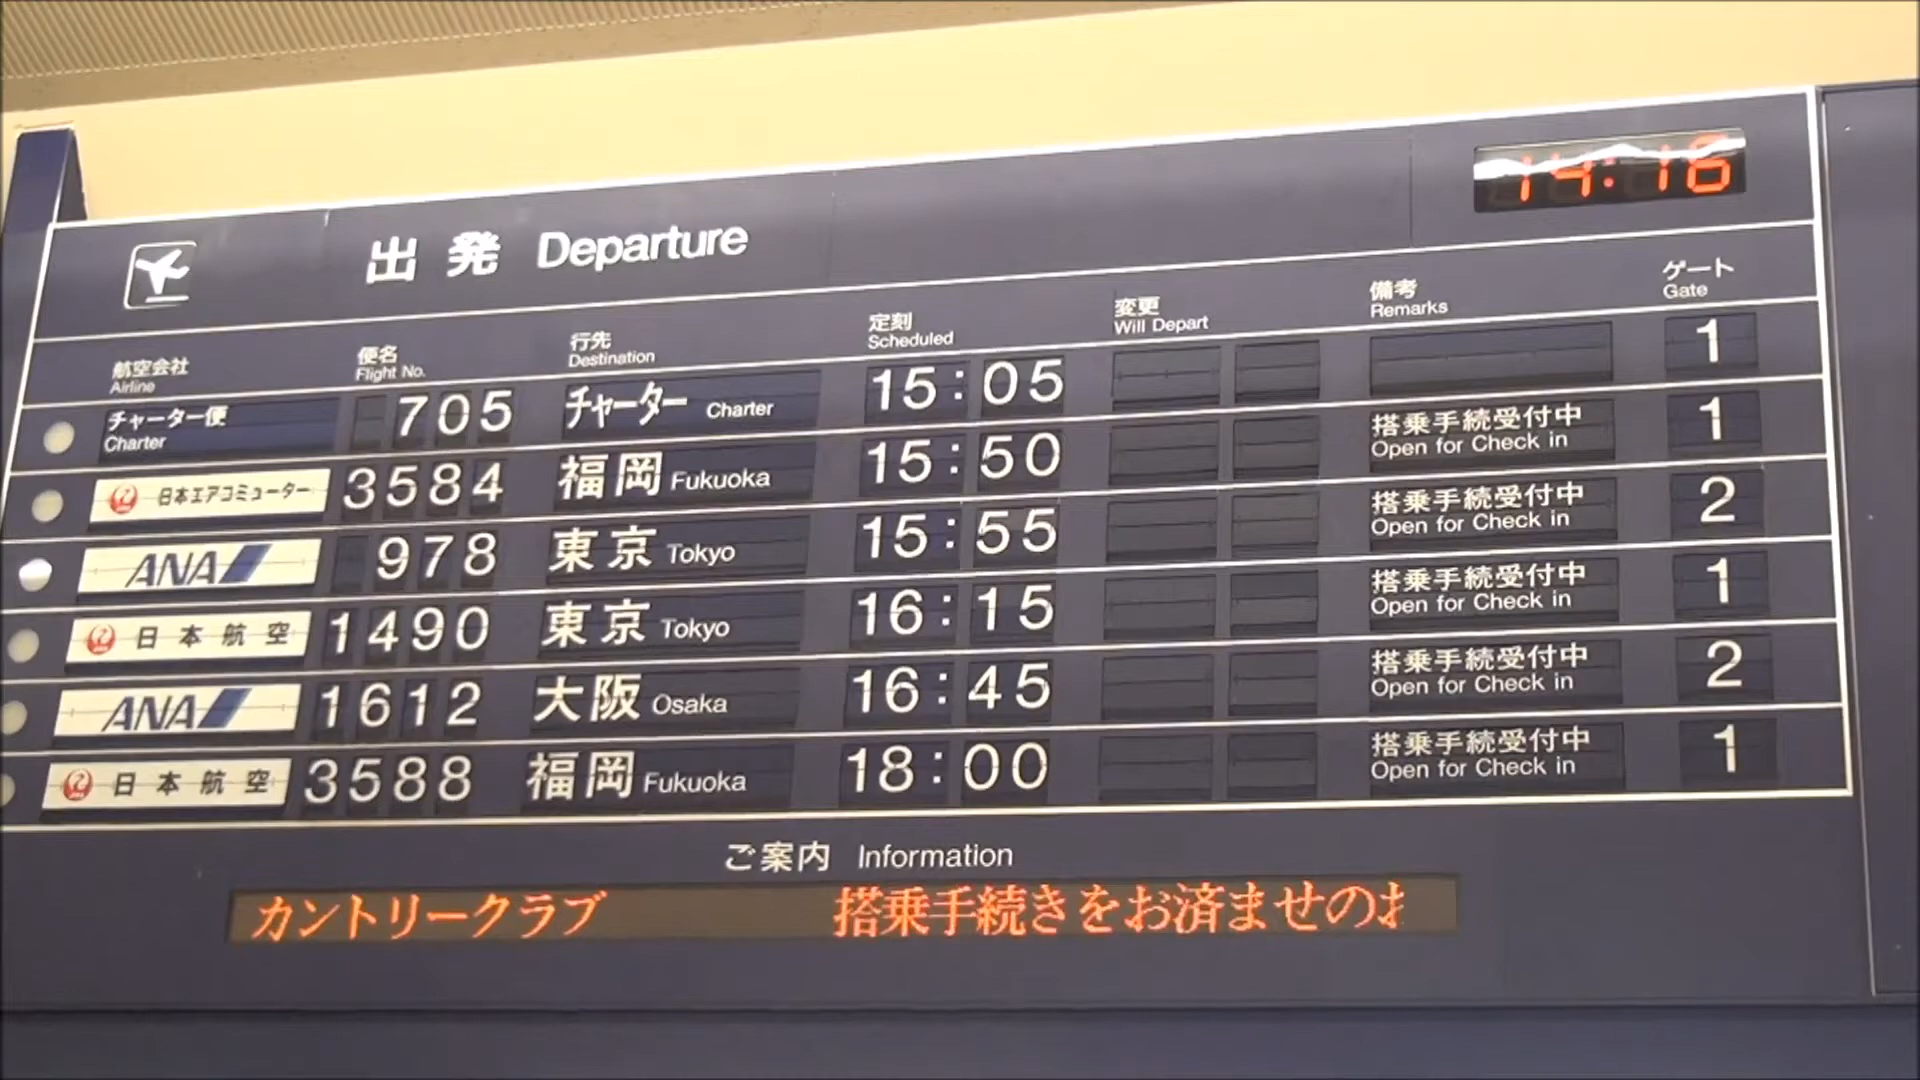 14:16
出発 Departure
航空会社 Airline 便名 Flight No. 行先 Destination 定刻 Scheduled 変更 Will Depart 備考 Remarks ゲート Gate
チャーター便 Charter 705 チャーター Charter 15:05 1
日本エアコミューター 3584 福岡 Fukuoka 15:50 搭乗手続受付中 Open for Check in 1
ANA 978 東京 Tokyo 15:55 搭乗手続受付中 Open for Check in 2
日本航空 1490 東京 Tokyo 16:15 搭乗手続受付中 Open for Check in 1
ANA 1612 大阪 Osaka 16:45 搭乗手続受付中 Open for Check in 2
日本航空 3588 福岡 Fukuoka 18:00 搭乗手続受付中 Open for Check in 1
ご案内 Information
カントリークラブ 搭乗手続きをお済ませのお